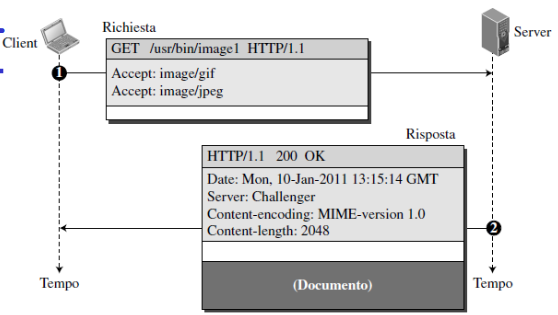 Richiesta
Client
Server
GET /usr/bin/image1 HTTP/1.1
1
Accept: image/gif
Accept: image/jpeg
Risposta
HTTP/1.1 200 OK
Date: Mon, 10-Jan-2011 13:15:14 GMT
Server: Challenger
Content-encoding: MIME-version 1.0
Content-length: 2048
2
Tempo
(Documento)
Tempo